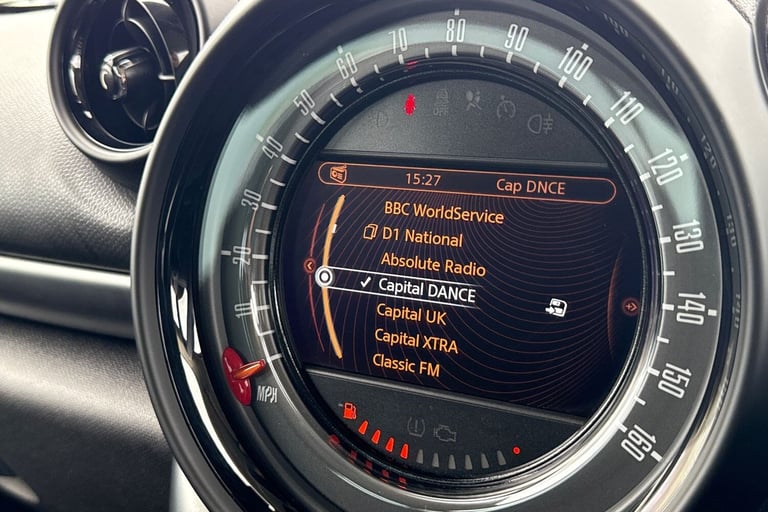 0
10
20
30
40
50
60
70
80
90
100
110
120
130
140
150
160
MPH
15:27 Cap DNCE
BBC WorldService
D1 National
Absolute Radio
Capital DANCE
Capital UK
Capital XTRA
Classic FM